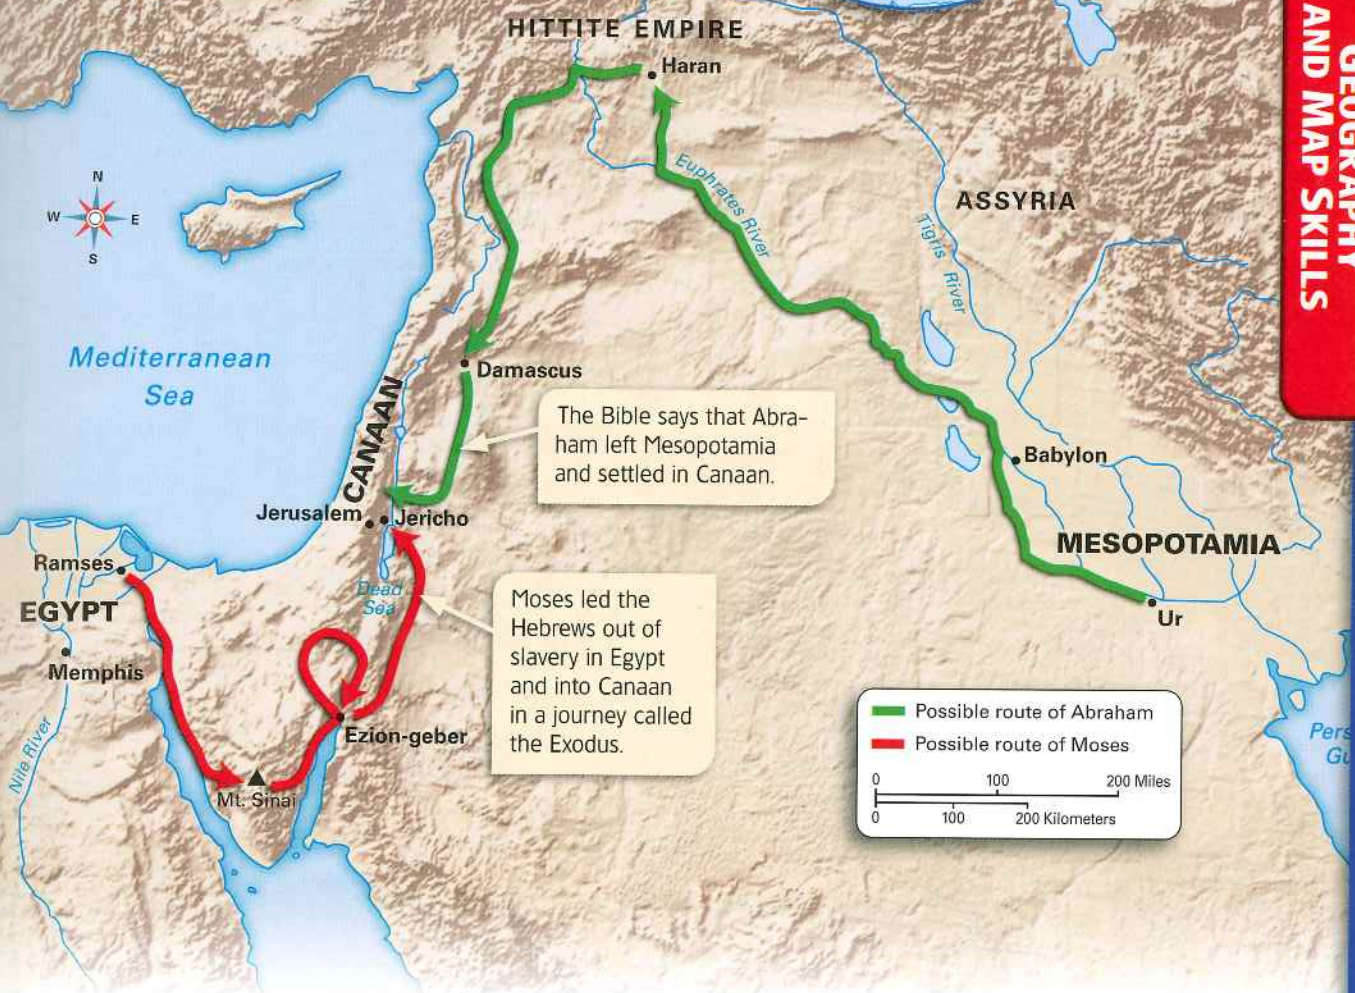 HITTITE EMPIRE
Haran
GEOGRAPHY
AND MAP SKILLS
N
W E
S
Euphrates River
ASSYRIA
Tigris River
Mediterranean
Sea
Damascus
CANAAN
The Bible says that Abra-
ham left Mesopotamia
and settled in Canaan.
Babylon
Jerusalem
Jericho
MESOPOTAMIA
Ramses
EGYPT
Dead
Sea
Moses led the
Hebrews out of
slavery in Egypt
and into Canaan
in a journey called
the Exodus.
Ur
Memphis
Ezion-geber
Nile River
Mt. Sinai
Possible route of Abraham
Possible route of Moses
0 100 200 Miles
0 100 200 Kilometers
Pers
Gu